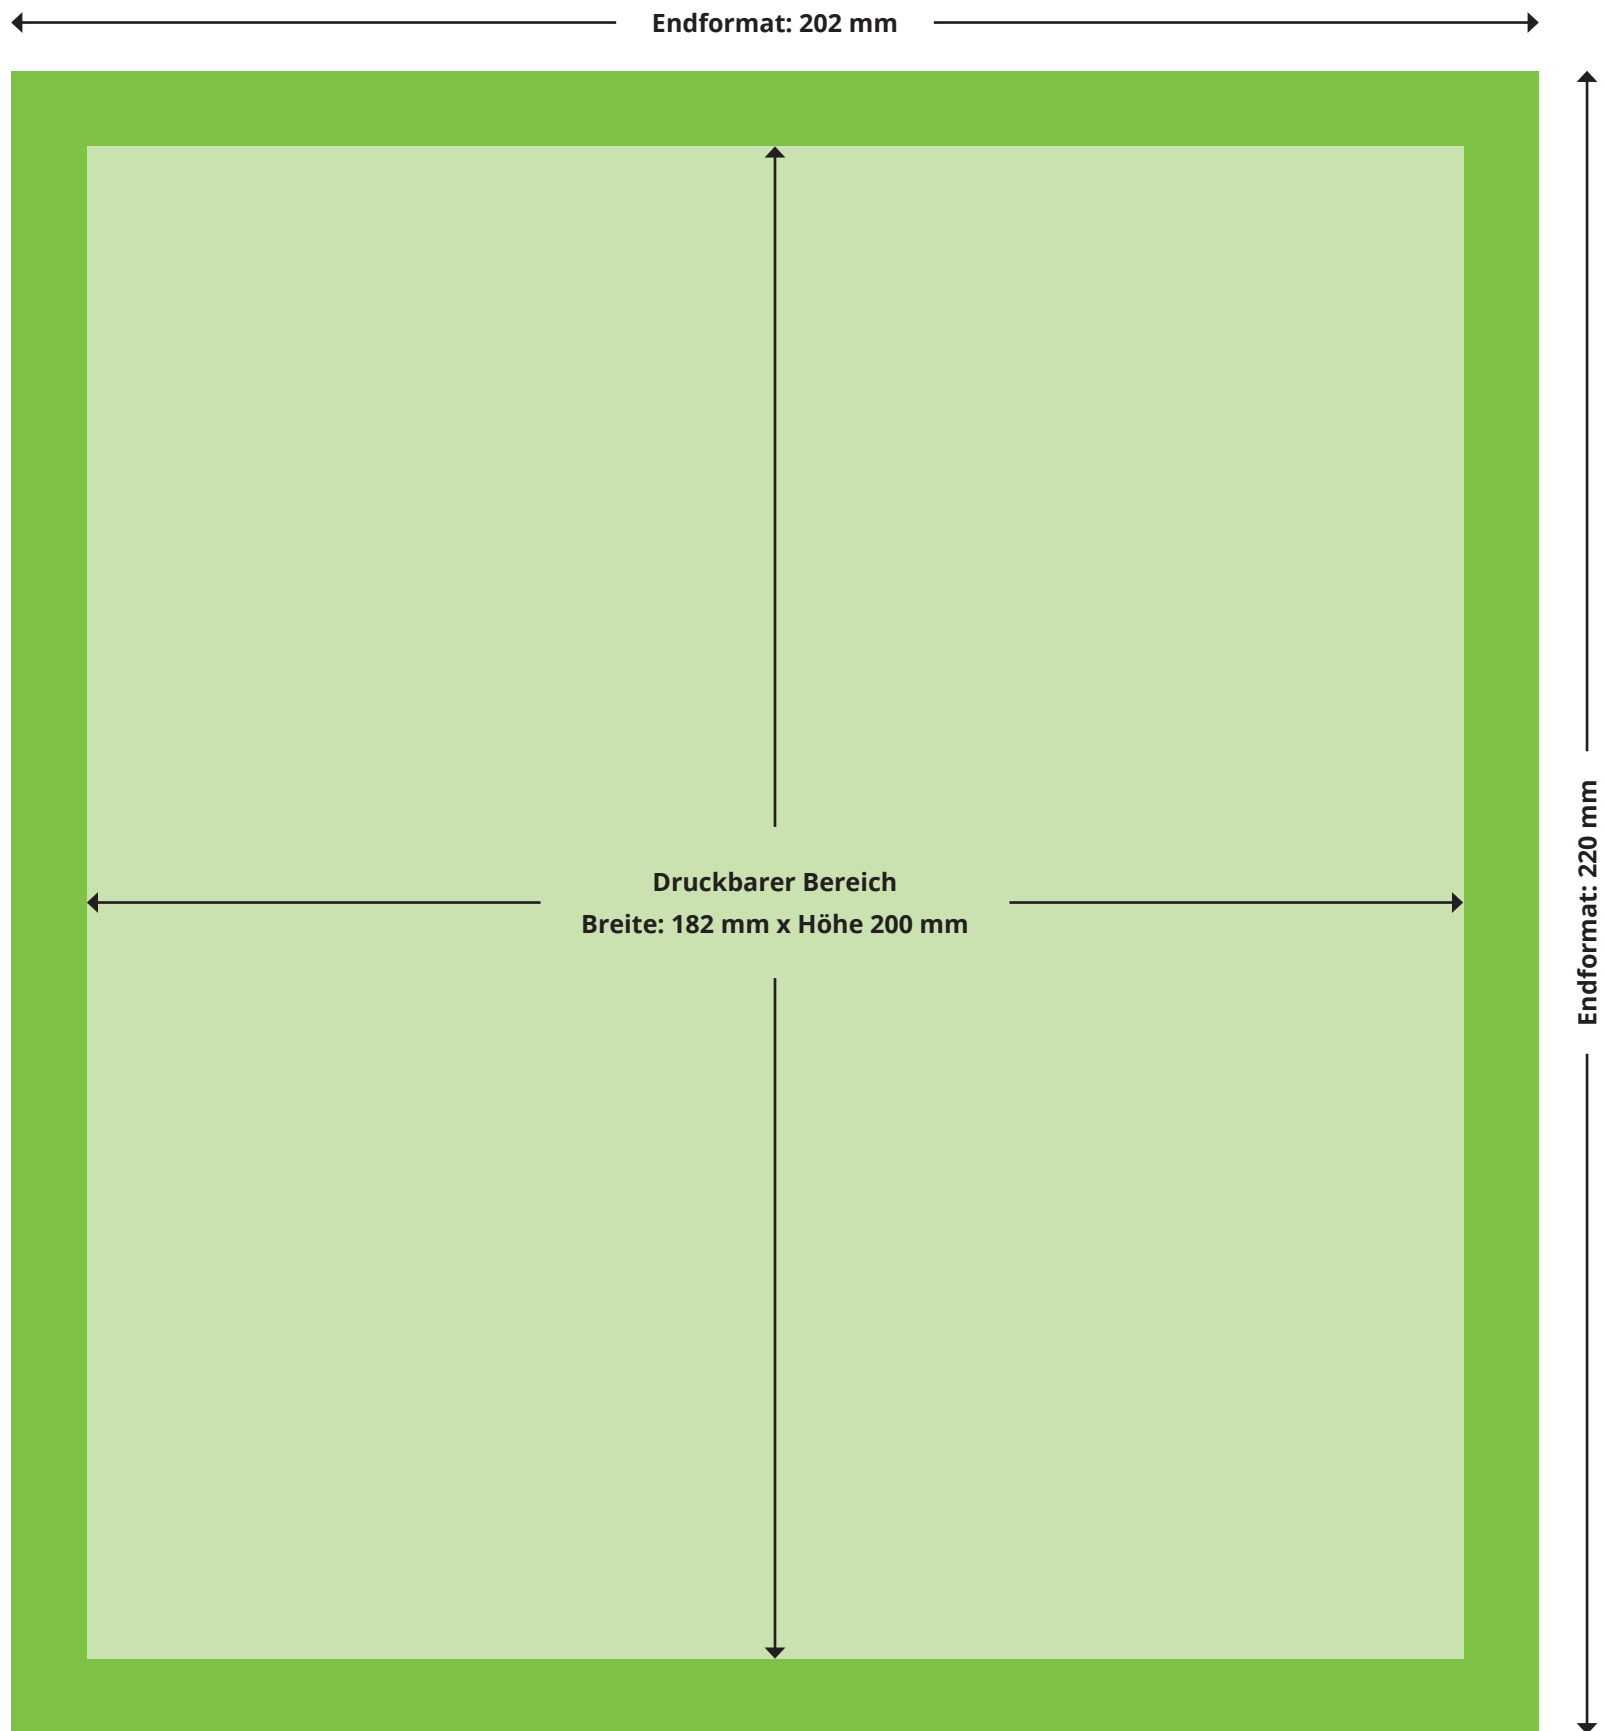 Endformat: 202 mm
Druckbarer Bereich
Breite: 182 mm x Höhe 200 mm
Endformat: 220 mm